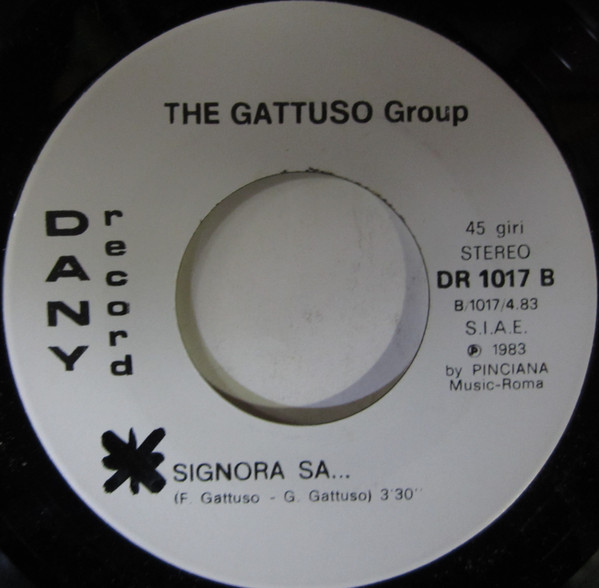 THE GATTUSO Group
DANY
record
45 giri
STEREO
DR 1017 B
B/1017/4.83
S.I.A.E.
℗ 1983
by PINCIANA
Music-Roma
SIGNORA SA...
(F. Gattuso - G. Gattuso) 3'30''